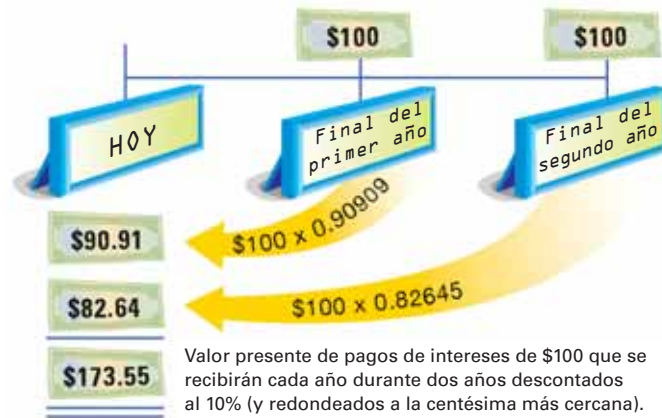 $100 $100
HOY
Final del
primer año
Final del
segundo año
$100 x 0.90909
$90.91
$100 x 0.82645
$82.64
$173.55
Valor presente de pagos de intereses de $100 que se
recibirán cada año durante dos años descontados
al 10% (y redondeados a la centésima más cercana).